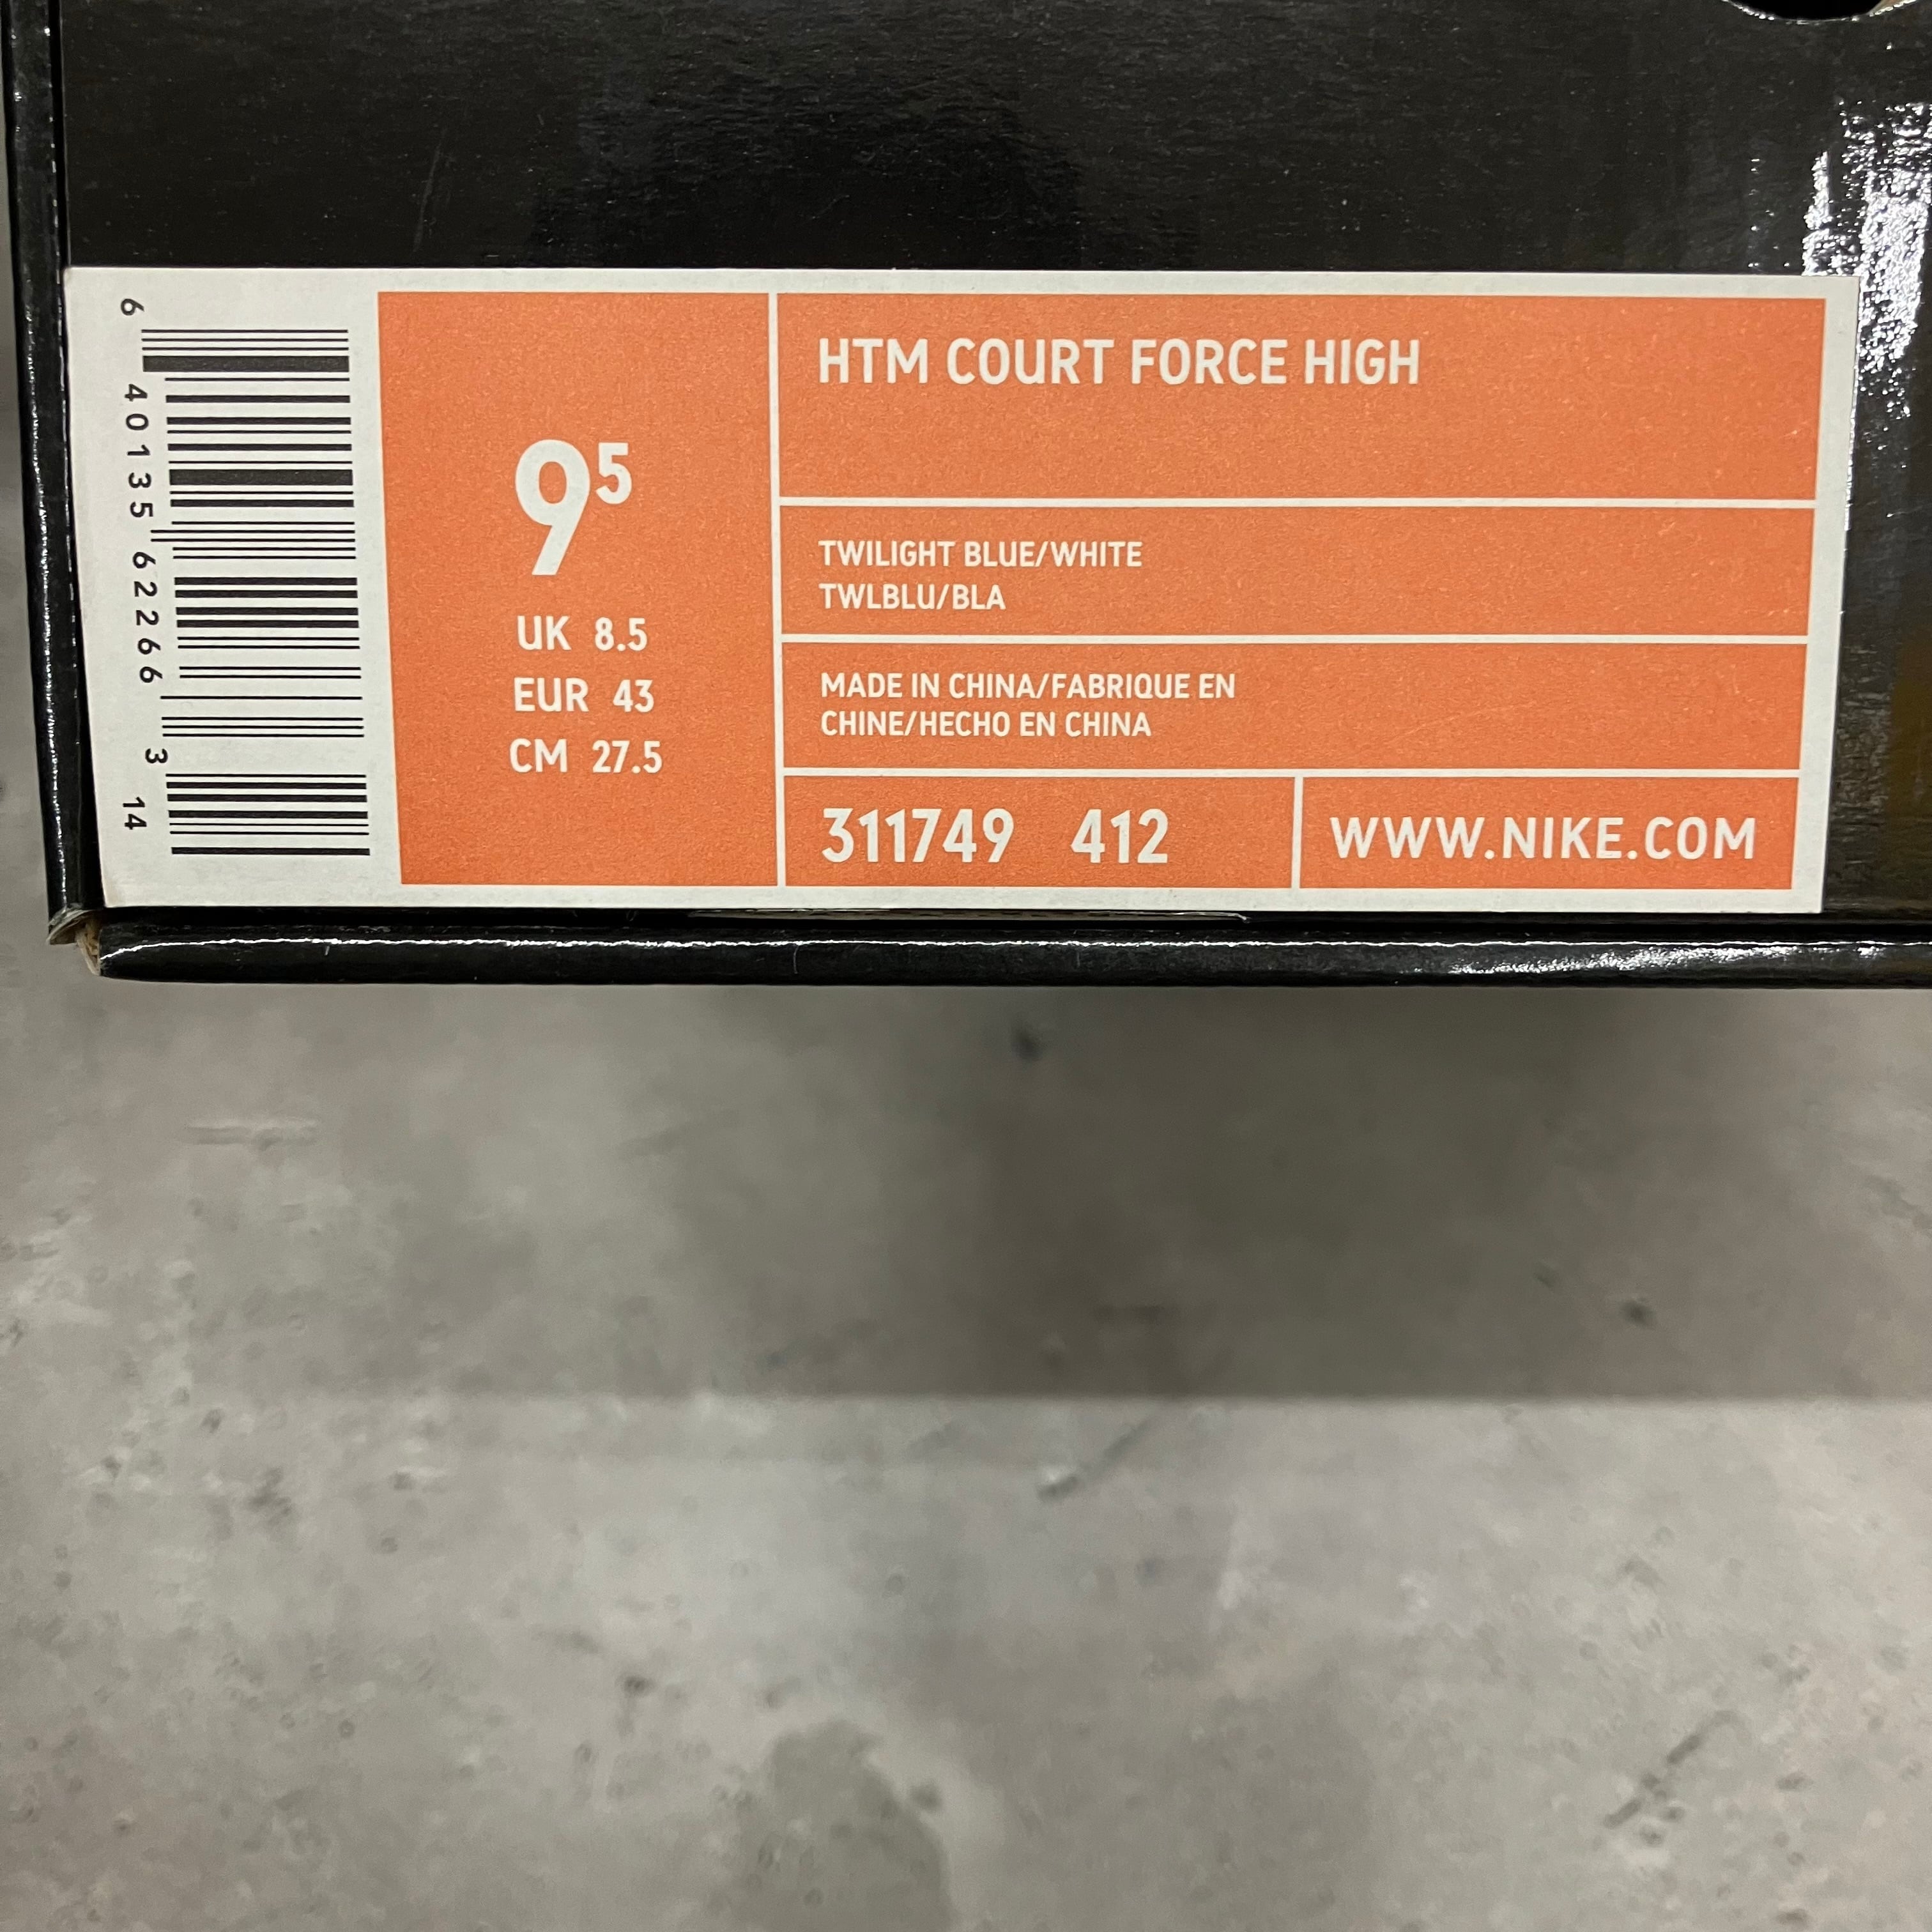 6 40135 62266 3 14
9⁵
UK 8.5
EUR 43
CM 27.5
HTM COURT FORCE HIGH
TWILIGHT BLUE/WHITE
TWLBLU/BLA
MADE IN CHINA/FABRIQUE EN
CHINE/HECHO EN CHINA
311749 412
WWW.NIKE.COM